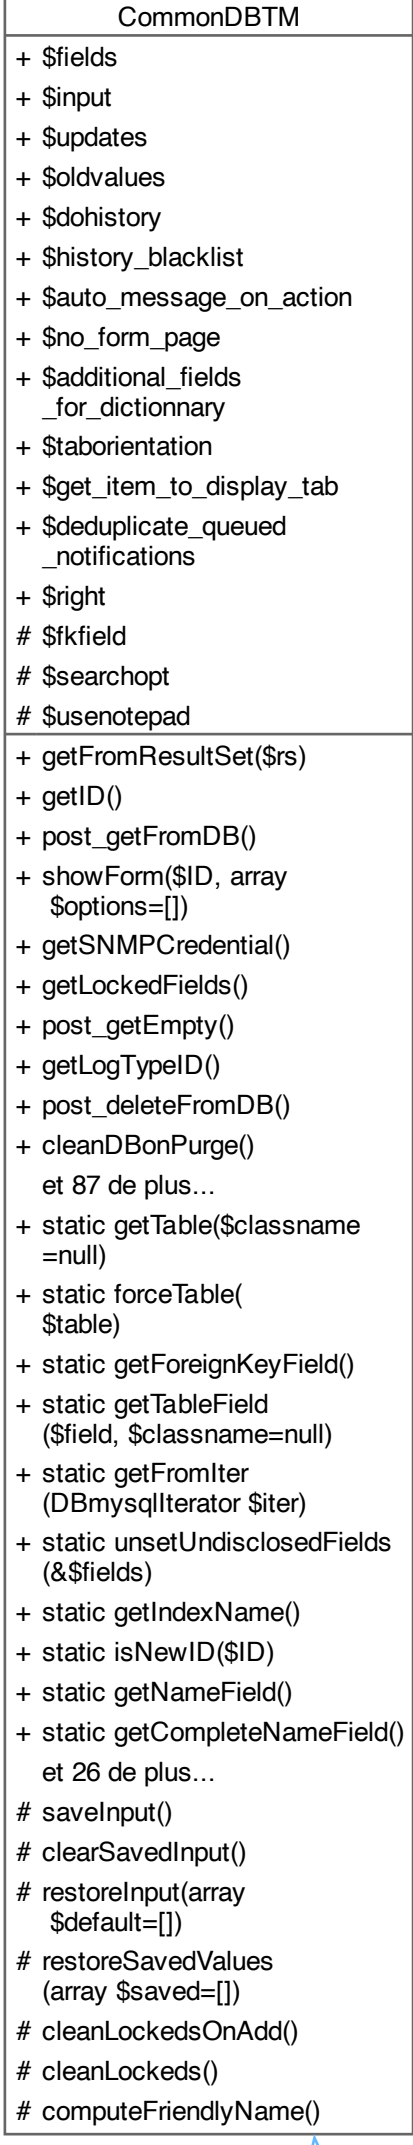 CommonDBTM
+ $fields
+ $input
+ $updates
+ $oldvalues
+ $dohistory
+ $history_blacklist
+ $auto_message_on_action
+ $no_form_page
+ $additional_fields
_for_dictionnary
+ $taborientation
+ $get_item_to_display_tab
+ $deduplicate_queued
_notifications
+ $right
# $fkfield
# $searchopt
# $usenotepad
+ getFromResultSet($rs)
+ getID()
+ post_getFromDB()
+ showForm($ID, array
$options=[])
+ getSNMPCredential()
+ getLockedFields()
+ post_getEmpty()
+ getLogTypeID()
+ post_deleteFromDB()
+ cleanDBonPurge()
et 87 de plus...
+ static getTable($classname
=null)
+ static forceTable(
$table)
+ static getForeignKeyField()
+ static getTableField
($field, $classname=null)
+ static getFromIter
(DBmysqlIterator $iter)
+ static unsetUndisclosedFields
(&$fields)
+ static getIndexName()
+ static isNewID($ID)
+ static getNameField()
+ static getCompleteNameField()
et 26 de plus...
# saveInput()
# clearSavedInput()
# restoreInput(array
$default=[])
# restoreSavedValues
(array $saved=[])
# cleanLockedsOnAdd()
# cleanLockeds()
# computeFriendlyName()